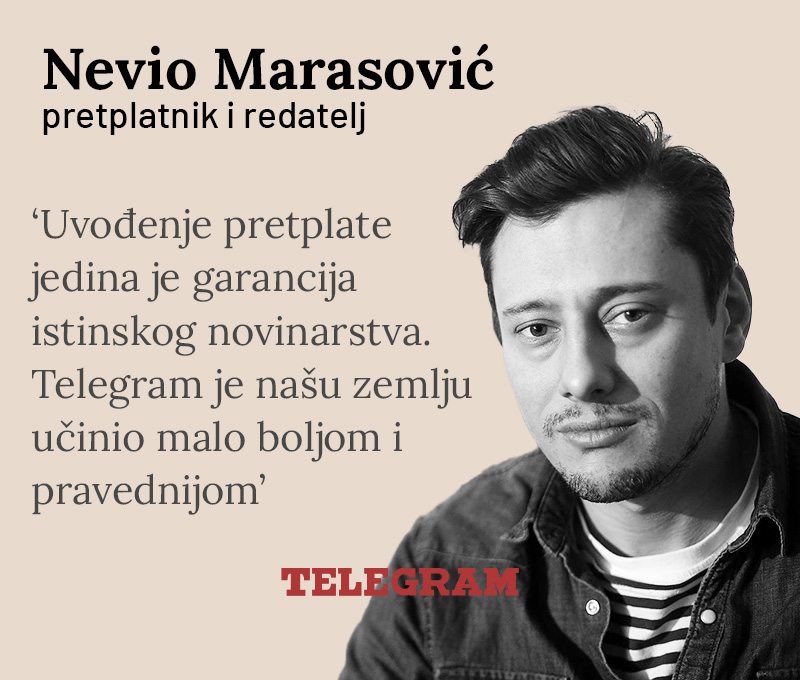 Nevio Marasović
pretplatnik i redatelj
‘Uvođenje pretplate
jedina je garancija
istinskog novinarstva.
Telegram je našu zemlju
učinio malo boljom i
pravednijom’
TELEGRAM